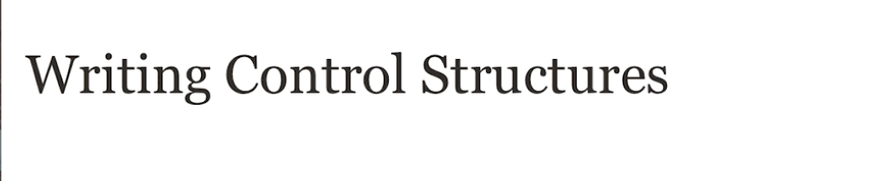 Writing Control Structures